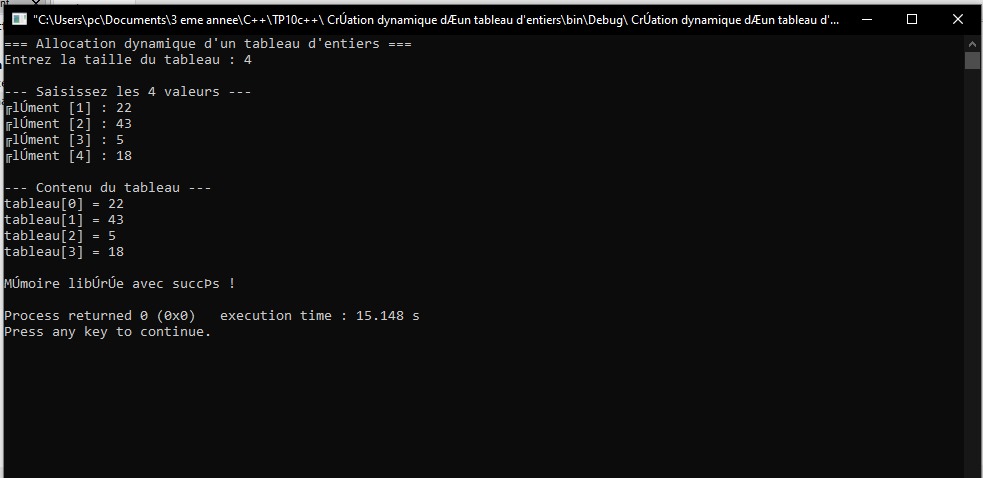 "C:\Users\pc\Documents\3 eme annee\C++\TP10c++\ CrÚation dynamique dÆun tableau d'entiers\bin\Debug\ CrÚation dynamique dÆun tableau d'...
=== Allocation dynamique d'un tableau d'entiers ===
Entrez la taille du tableau : 4
--- Saisissez les 4 valeurs ---
╔lÚment [1] : 22
╔lÚment [2] : 43
╔lÚment [3] : 5
╔lÚment [4] : 18
--- Contenu du tableau ---
tableau[0] = 22
tableau[1] = 43
tableau[2] = 5
tableau[3] = 18
MÚmoire libÚrÚe avec succÞs !
Process returned 0 (0x0)   execution time : 15.148 s
Press any key to continue.